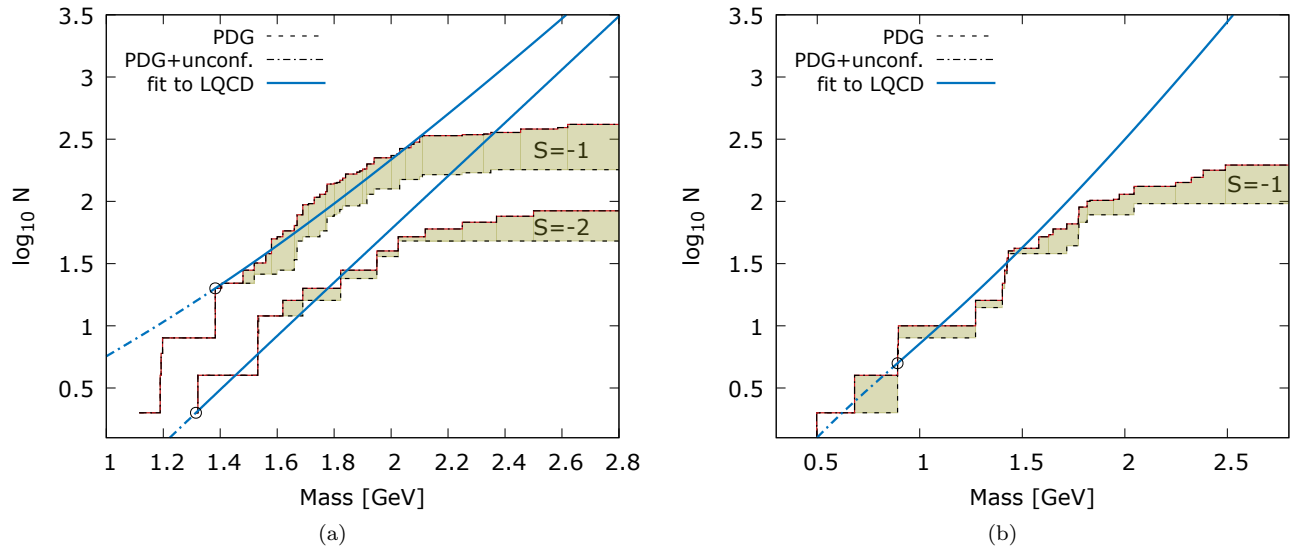 3.5
3
2.5
2
1.5
1
0.5
log₁₀ N
PDG
PDG+unconf.
fit to LQCD
S=-1
S=-2
1 1.2 1.4 1.6 1.8 2 2.2 2.4 2.6 2.8
Mass [GeV]
(a)
3.5
3
2.5
2
1.5
1
0.5
log₁₀ N
PDG
PDG+unconf.
fit to LQCD
S=-1
0.5 1 1.5 2 2.5
Mass [GeV]
(b)